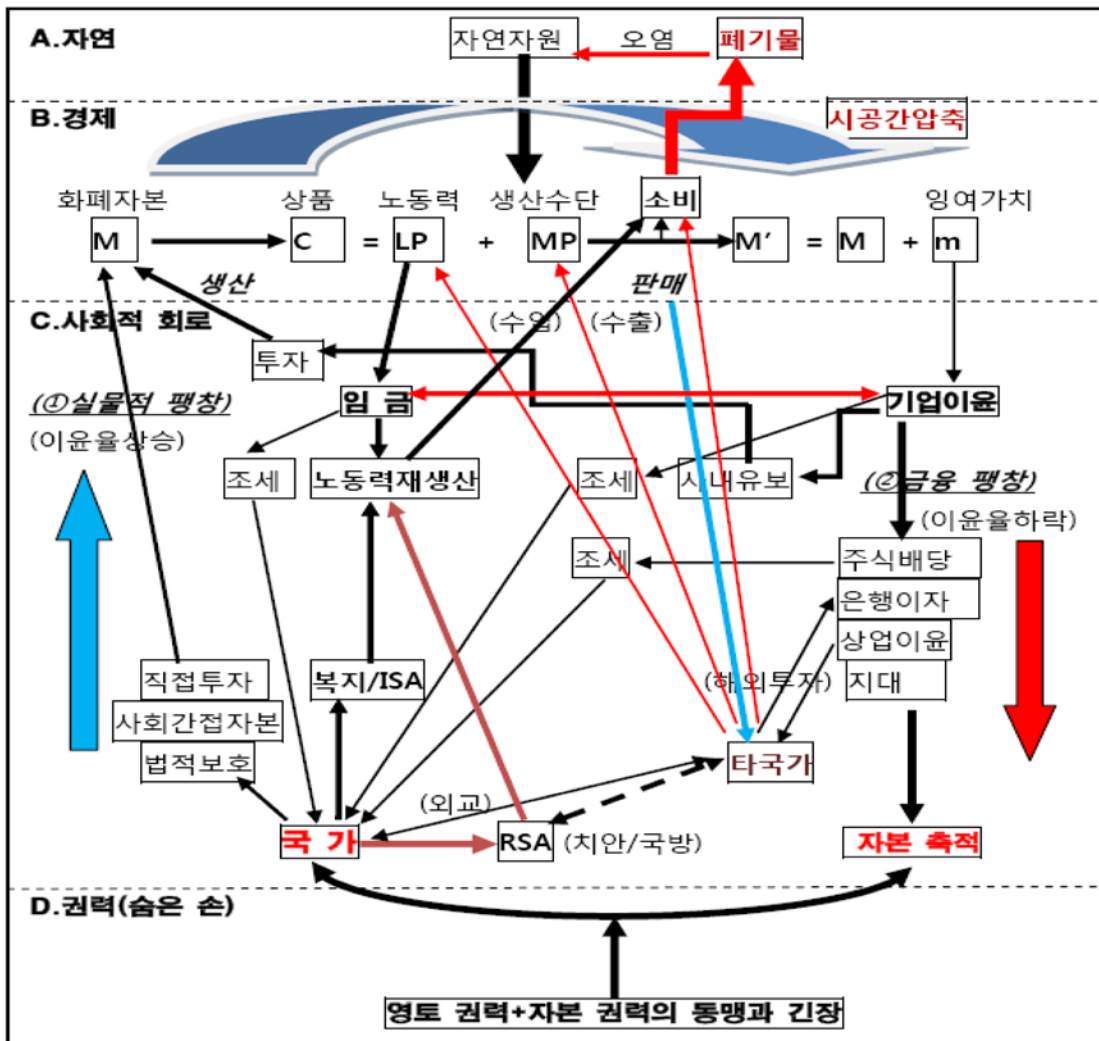 A.자연
자연자원 오염 폐기물
B.경제
시공간압축
화폐자본 상품 노동력 생산수단 소비 잉여가치
M C = LP + MP M′ = M + m
생산 판매
C.사회적 회로 (수입) (수출)
투자
(①실물적 팽창) 임 금 기업이윤
(이윤율상승)
조세 노동력재생산 조세 사내유보 (②금융 팽창)
(이윤율하락)
조세 주식배당
은행이자
상업이윤
직접투자 복지/ISA (해외투자) 지대
사회간접자본
법적보호 타국가
(외교)
국 가 RSA (치안/국방) 자본 축적
D.권력(숨은 손)
영토 권력+자본 권력의 동맹과 긴장